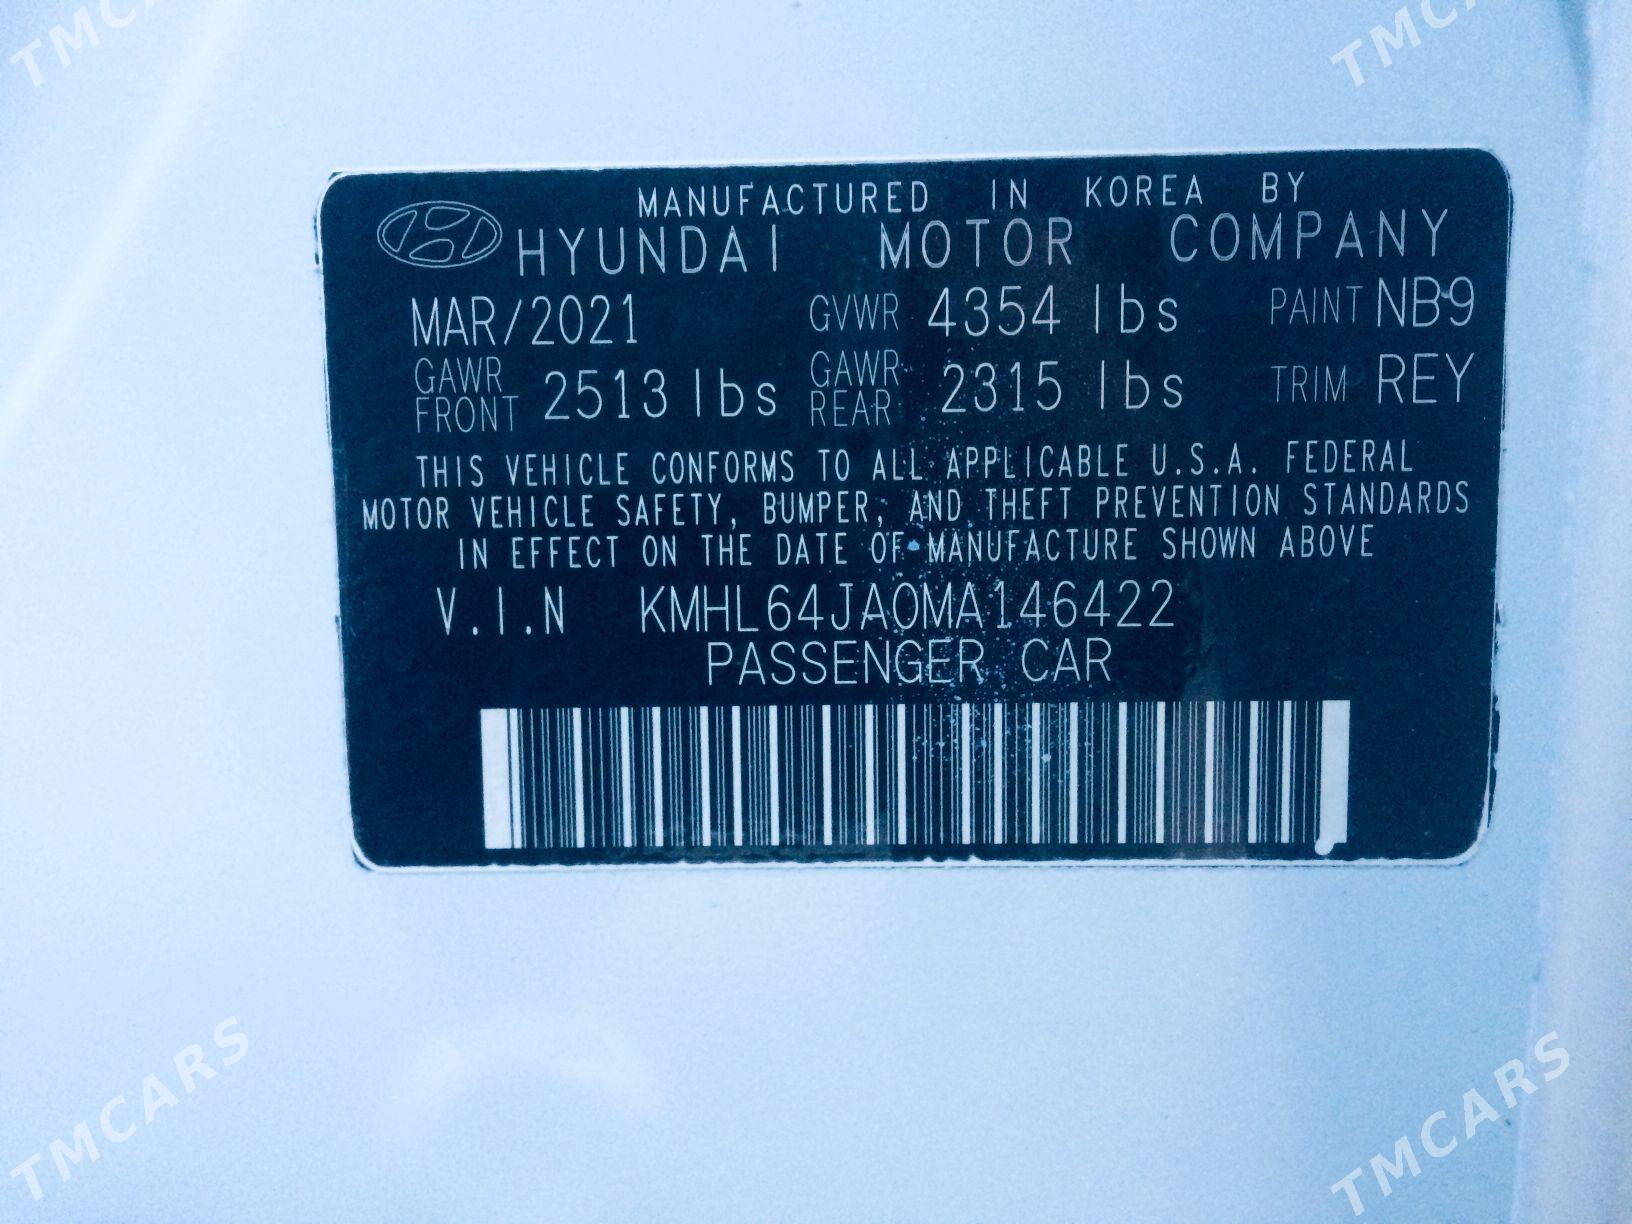 TMCARS
TMCARS
MANUFACTURED IN KOREA BY
HYUNDAI MOTOR COMPANY
MAR/2021 GVWR 4354 lbs PAINT NB9
GAWR FRONT 2513 lbs GAWR REAR 2315 lbs TRIM REY
THIS VEHICLE CONFORMS TO ALL APPLICABLE U.S.A. FEDERAL
MOTOR VEHICLE SAFETY, BUMPER, AND THEFT PREVENTION STANDARDS
IN EFFECT ON THE DATE OF MANUFACTURE SHOWN ABOVE
V.I.N KMHL64JA0MA146422
PASSENGER CAR
TMCARS
TMCARS